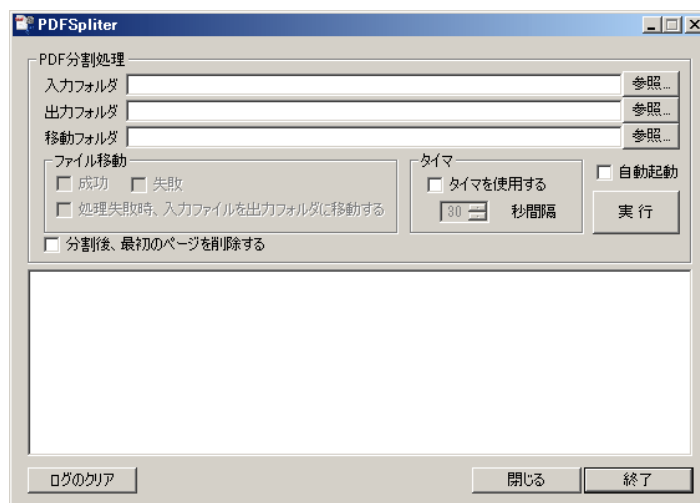 PDFSpliter
PDF分割処理
入力フォルダ 参照...
出力フォルダ 参照...
移動フォルダ 参照...
ファイル移動
成功 失敗
処理失敗時、入力ファイルを出力フォルダに移動する
タイマ
タイマを使用する
30 秒間隔
自動起動
実行
分割後、最初のページを削除する
ログのクリア 閉じる 終了